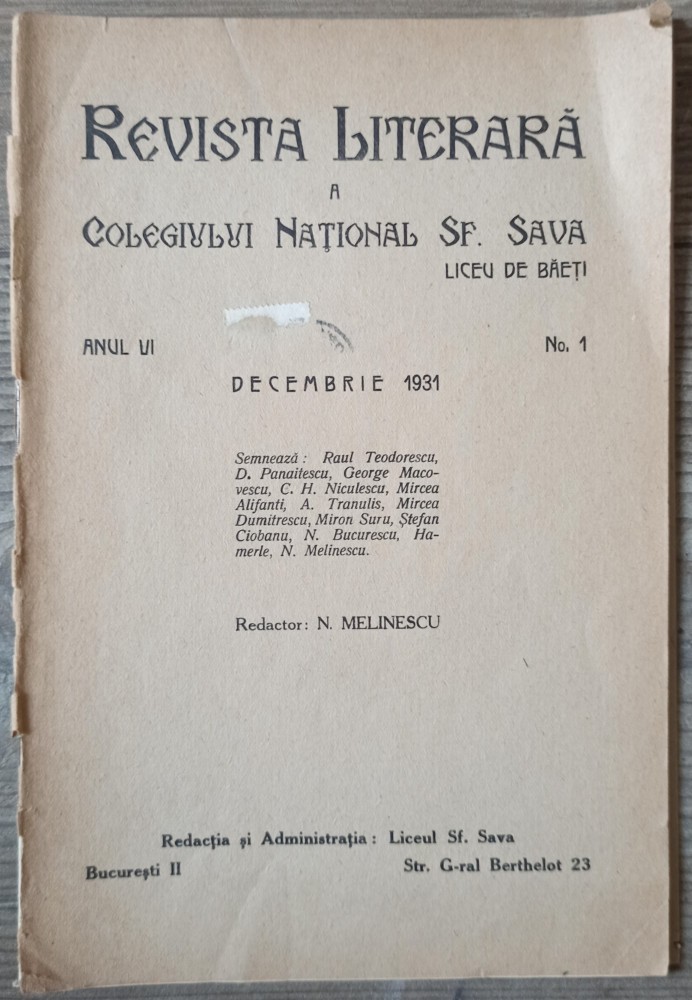 REVISTA LITERARĂ
A
COLEGIULUI NAŢIONAL SF. SAVA
LICEU DE BĂEŢI
ANUL VI No. 1
DECEMBRIE 1931
Semnează: Raul Teodorescu,
D. Panaitescu, George Maco-
vescu, C. H. Niculescu, Mircea
Alifanti, A. Tranulis, Mircea
Dumitrescu, Miron Suru, Ştefan
Ciobanu, N. Bucurescu, Ha-
merle, N. Melinescu.
Redactor: N. MELINESCU
Redacţia şi Administraţia: Liceul Sf. Sava
Bucureşti II Str. G-ral Berthelot 23